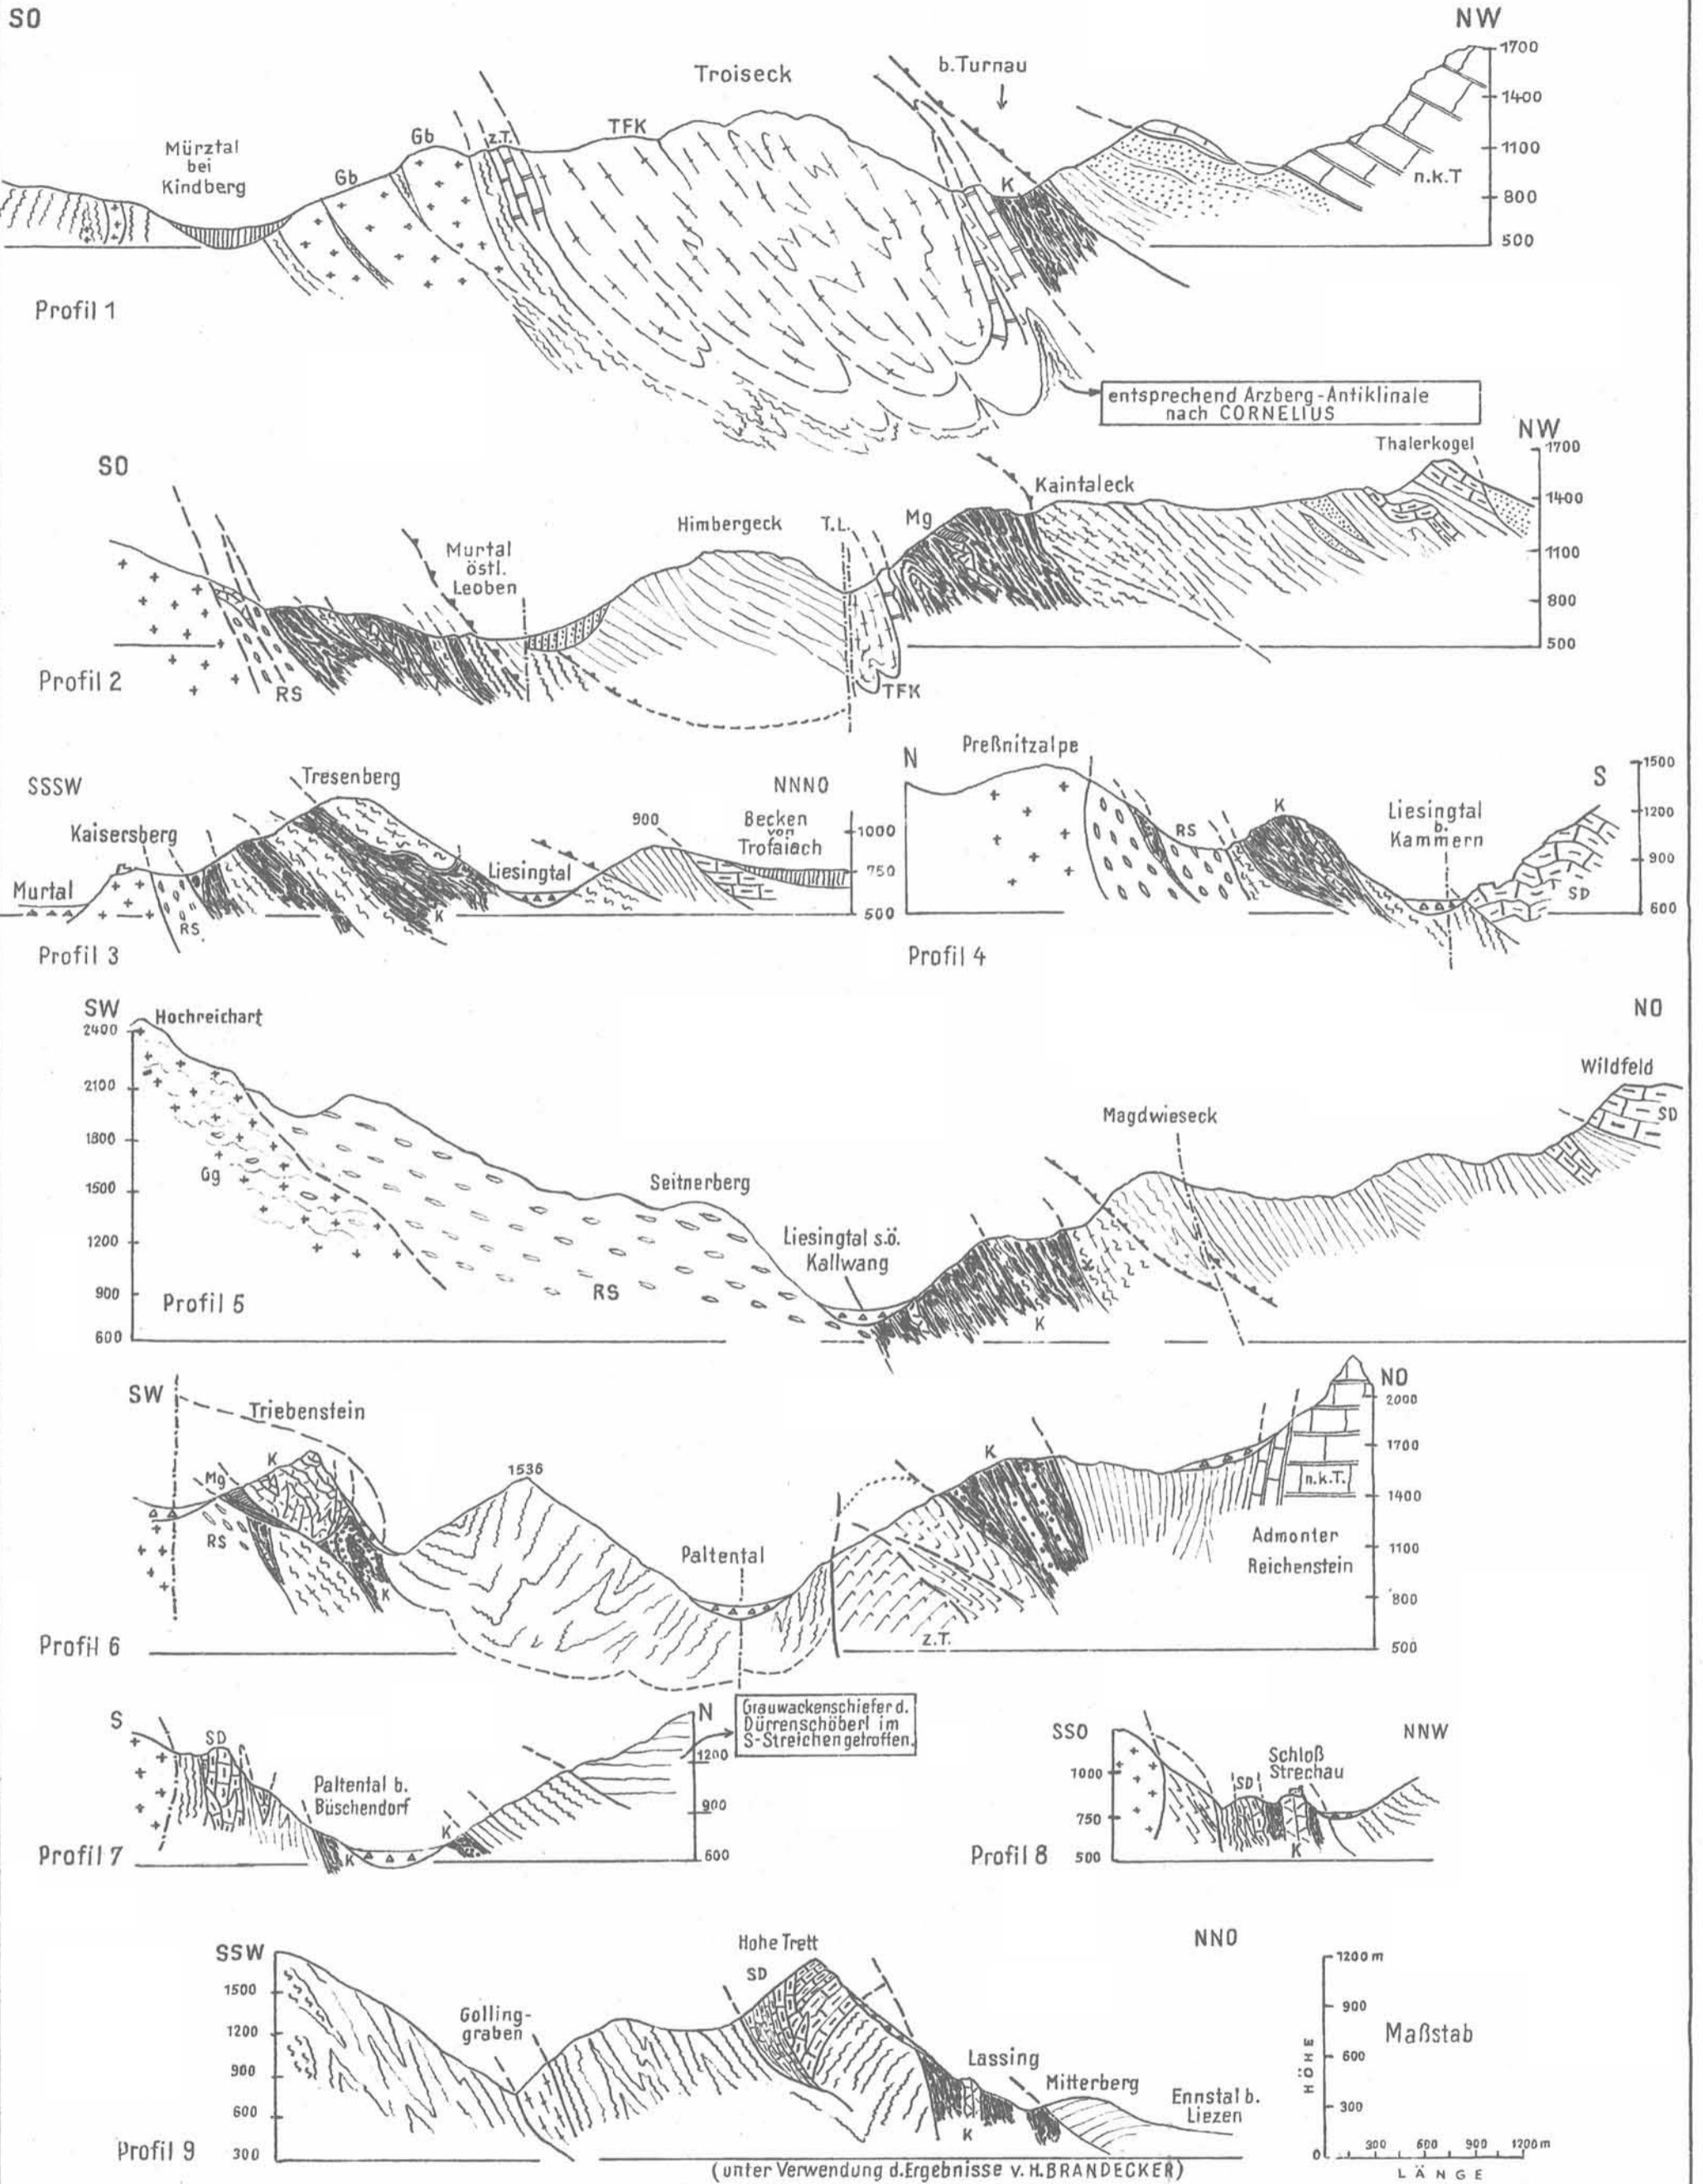 SO
NW
Troiseck
b.Turnau
Mürztal
bei
Kindberg
Gb
Gb
z.T.
TFK
K
n.k.T
1700
1400
1100
800
500
Profil 1
entsprechend Arzberg-Antiklinale
nach CORNELIUS
SO
NW
Thalerkogel
Kaintaleck
Himbergeck
T.L.
Mg
Murtal
östl.
Leoben
1700
1400
1100
800
500
RS
TFK
Profil 2
SSSW
NNNO
Tresenberg
Kaisersberg
Murtal
Liesingtal
900
Becken
von
Trofaiach
1000
750
500
RS
K
Profil 3
N
S
Preßnitzalpe
RS
K
Liesingtal
b.
Kammern
SD
1500
1200
900
600
Profil 4
SW
NO
2400
2100
1800
1500
1200
900
600
Hochreichart
Gg
Seitnerberg
RS
Liesingtal s.ö.
Kallwang
K
Magdwieseck
Wildfeld
SD
Profil 5
SW
NO
Triebenstein
K
Mg
RS
K
1536
Paltental
z.T.
K
n.k.T.
Admonter
Reichenstein
2000
1700
1400
1100
800
500
Profil 6
S
N
SD
Paltental b.
Büschendorf
K
K
1200
900
600
Grauwackenschiefer d.
Dürrenschöberl im
S-Streichen getroffen.
Profil 7
SSO
NNW
1000
750
500
SD
Schloß
Strechau
K
Profil 8
SSW
NNO
1500
1200
900
600
300
Golling-
graben
Hohe Trett
SD
Lassing
K
Mitterberg
Ennstal b.
Liezen
Profil 9
(unter Verwendung d.Ergebnisse v. H.BRANDECKER)
Maßstab
HÖHE
1200 m
900
600
300
0
300 600 900 1200m
LÄNGE